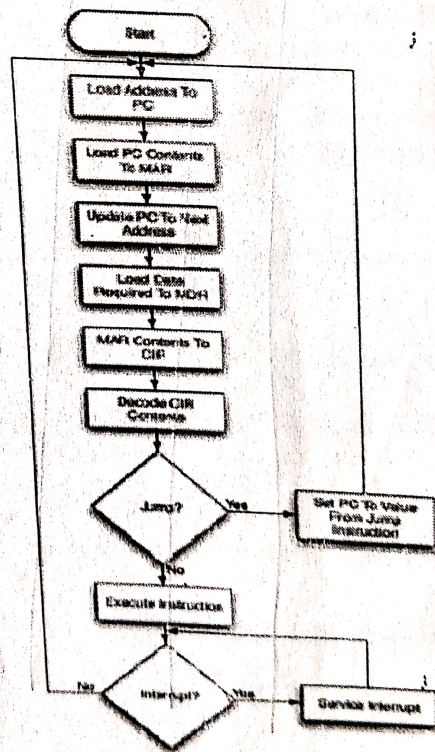 Start
Load Address To
PC
Load PC Contents
To MAR
Update PC To Next
Address
Load Data
Required To MDR
MAR Contents To
CIR
Decode CIR
Contents
Jump?
Yes
Set PC To Value
From Jump
Instruction
No
Execute Instruction
Interrupt?
No
Yes
Service Interrupt